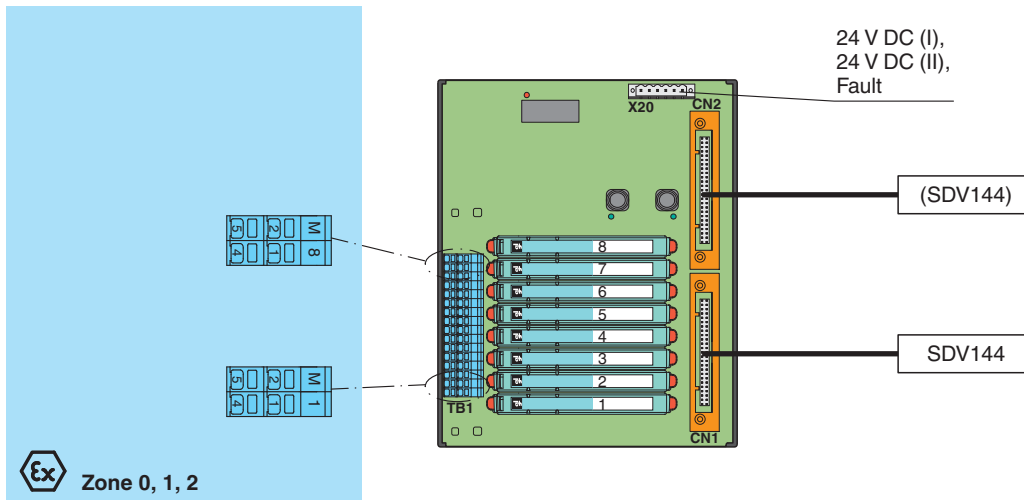 24 V DC (I),
24 V DC (II),
Fault
X20
CN2
(SDV144)
5 2 M
4 1 8
8
7
6
5
4
3
2
1
SDV144
5 2 M
4 1 1
TB1
CN1
Ex
Zone 0, 1, 2